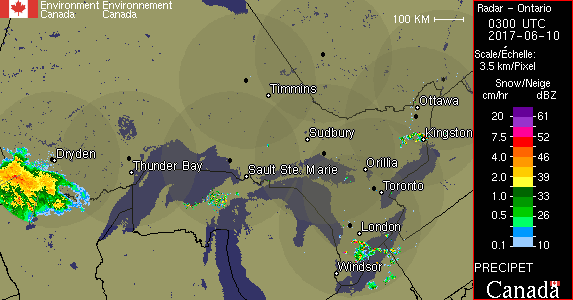 Environment Environnement
Canada Canada
100 KM
Timmins
Ottawa
Sudbury
Kingston
Dryden
Thunder Bay
Sault Ste. Marie
Orillia
Toronto
London
Windsor
Radar - Ontario
0300 UTC
2017-06-10
Scale/Échelle:
3.5 km/Pixel
Snow/Neige
cm/hr dBZ
20 61
7.5 52
4.0 46
2.0 39
1.0 33
0.5 26
0.1 10
PRECIPET
Canada